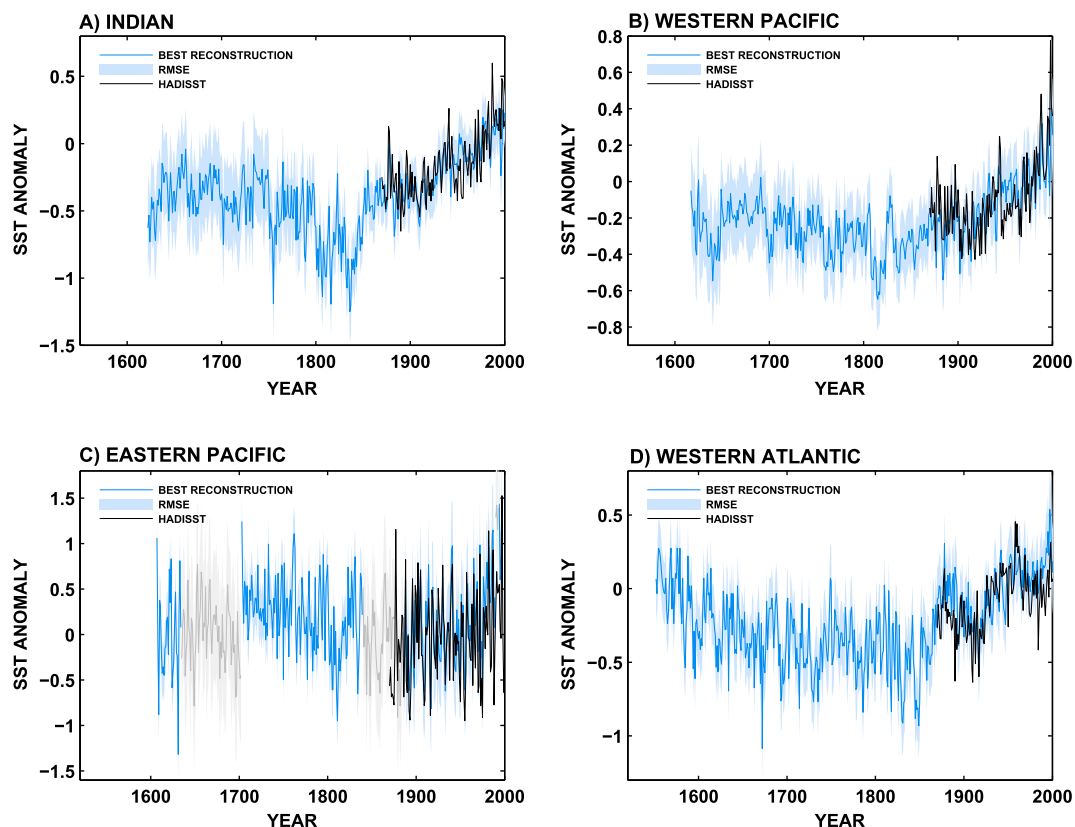 A) INDIAN
BEST RECONSTRUCTION
RMSE
HADISST
SST ANOMALY
0.5
0
−0.5
−1
−1.5
1600
1700
1800
1900
2000
YEAR
B) WESTERN PACIFIC
BEST RECONSTRUCTION
RMSE
HADISST
SST ANOMALY
0.8
0.6
0.4
0.2
0
−0.2
−0.4
−0.6
−0.8
1600
1700
1800
1900
2000
YEAR
C) EASTERN PACIFIC
BEST RECONSTRUCTION
RMSE
HADISST
SST ANOMALY
1.5
1
0.5
0
−0.5
−1
−1.5
1600
1700
1800
1900
2000
YEAR
D) WESTERN ATLANTIC
BEST RECONSTRUCTION
RMSE
HADISST
SST ANOMALY
0.5
0
−0.5
−1
1600
1700
1800
1900
2000
YEAR